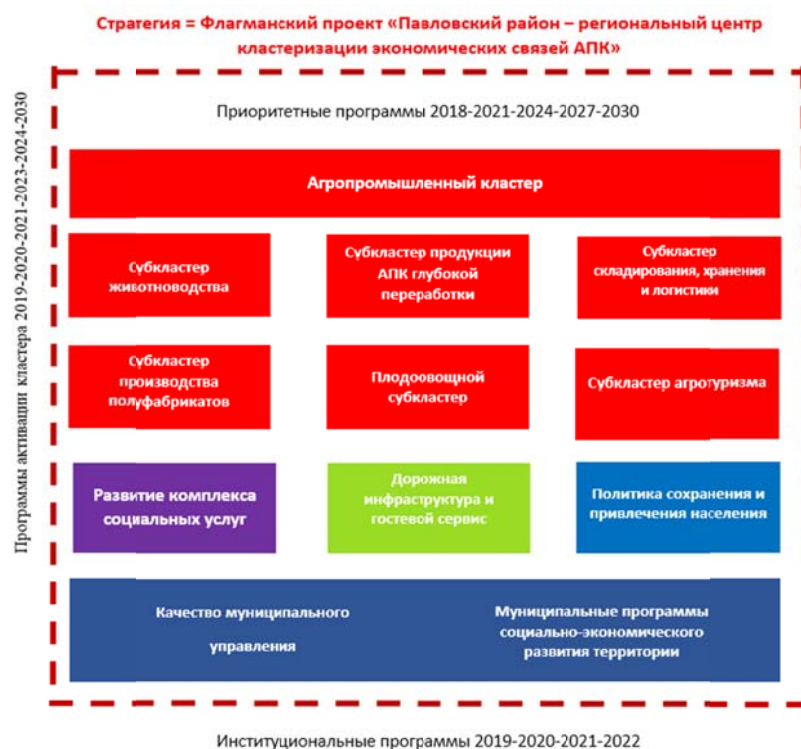 Стратегия = Флагманский проект «Павловский район – региональный центр
кластеризации экономических связей АПК»
Программы активации кластера 2019-2020-2021-2023-2024-2030
Приоритетные программы 2018-2021-2024-2027-2030
Агропромышленный кластер
Субкластер
животноводства
Субкластер продукции
АПК глубокой
переработки
Субкластер
складирования, хранения
и логистики
Субкластер
производства
полуфабрикатов
Плодоовощной
субкластер
Субкластер агротуризма
Развитие комплекса
социальных услуг
Дорожная
инфраструктура и
гостевой сервис
Политика сохранения и
привлечения населения
Качество муниципального
управления
Муниципальные программы
социально-экономического
развития территории
Институциональные программы 2019-2020-2021-2022